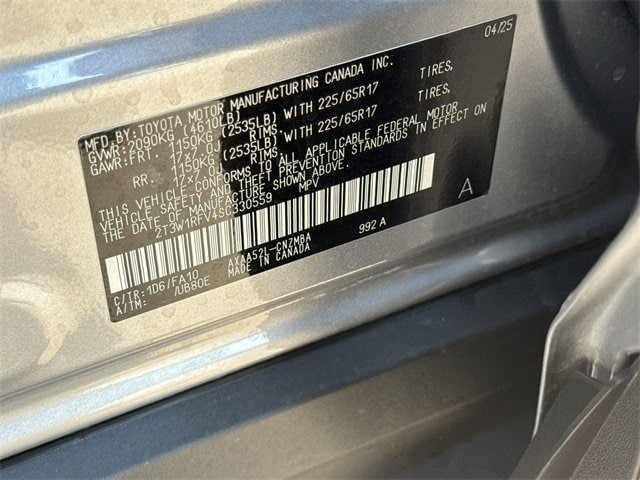 MFD.BY:TOYOTA MOTOR MANUFACTURING CANADA INC. 04/25
GVWR:2090KG (4610LB)
GAWR:FRT. 1150KG (2535LB) WITH 225/65R17 TIRES,
17x7.0J RIMS,
RR. 1150KG (2535LB) WITH 225/65R17 TIRES,
17x7.0J RIMS,
THIS VEHICLE CONFORMS TO ALL APPLICABLE FEDERAL MOTOR
VEHICLE SAFETY AND THEFT PREVENTION STANDARDS IN EFFECT ON
THE DATE OF MANUFACTURE SHOWN ABOVE.
2T3W1RFV4SC330559 MPV A
C/TR:1D6/FA10 AXAA52L-CNZMBA 992 A
A/TM: /UB80E MADE IN CANADA